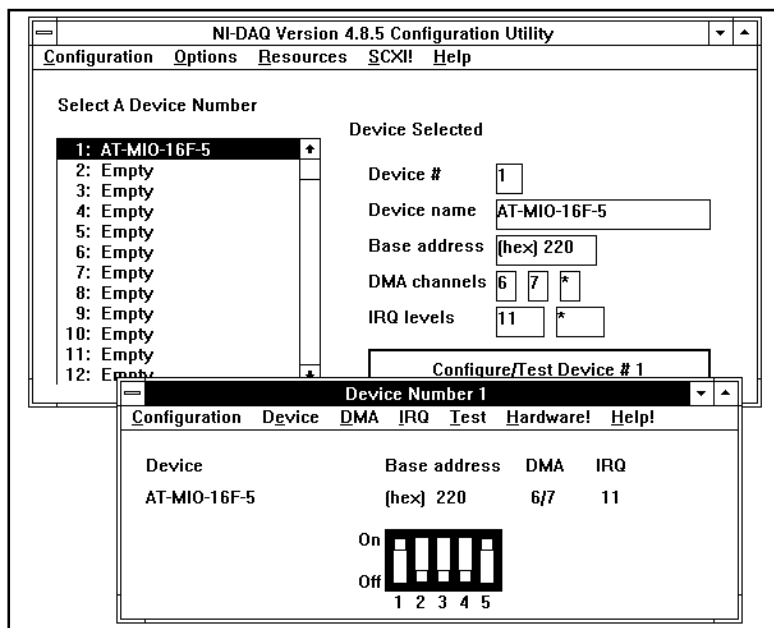 NI-DAQ Version 4.8.5 Configuration Utility
Configuration Options Resources SCXI! Help
Select A Device Number
1: AT-MIO-16F-5
2: Empty
3: Empty
4: Empty
5: Empty
6: Empty
7: Empty
8: Empty
9: Empty
10: Empty
11: Empty
12: Empty
Device Selected
Device # 1
Device name AT-MIO-16F-5
Base address (hex) 220
DMA channels 6 7 *
IRQ levels 11 *
Configure/Test Device # 1
Device Number 1
Configuration Device DMA IRQ Test Hardware! Help!
Device Base address DMA IRQ
AT-MIO-16F-5 (hex) 220 6/7 11
On
Off
1 2 3 4 5